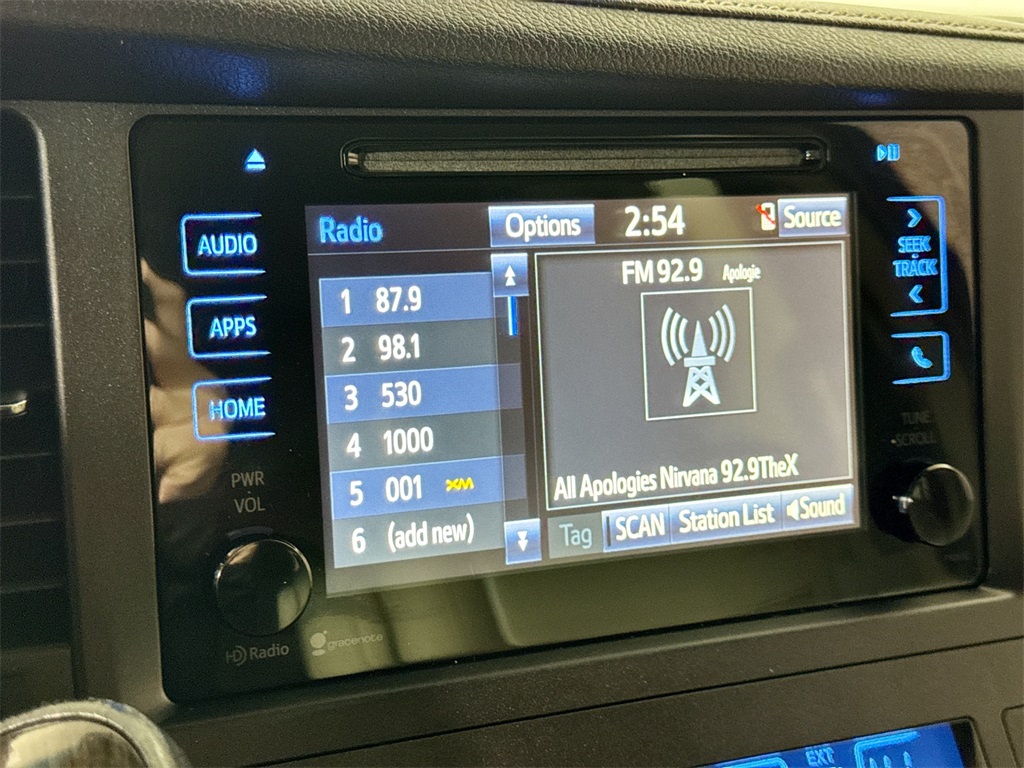 AUDIO
APPS
HOME
PWR
VOL
HD Radio
gracenote
Radio
Options
2:54
Source
1 87.9
2 98.1
3 530
4 1000
5 001 XM
6 (add new)
FM 92.9 Apologie
All Apologies Nirvana 92.9TheX
Tag
SCAN
Station List
Sound
SEEK
TRACK
TUNE
SCROLL
EXT